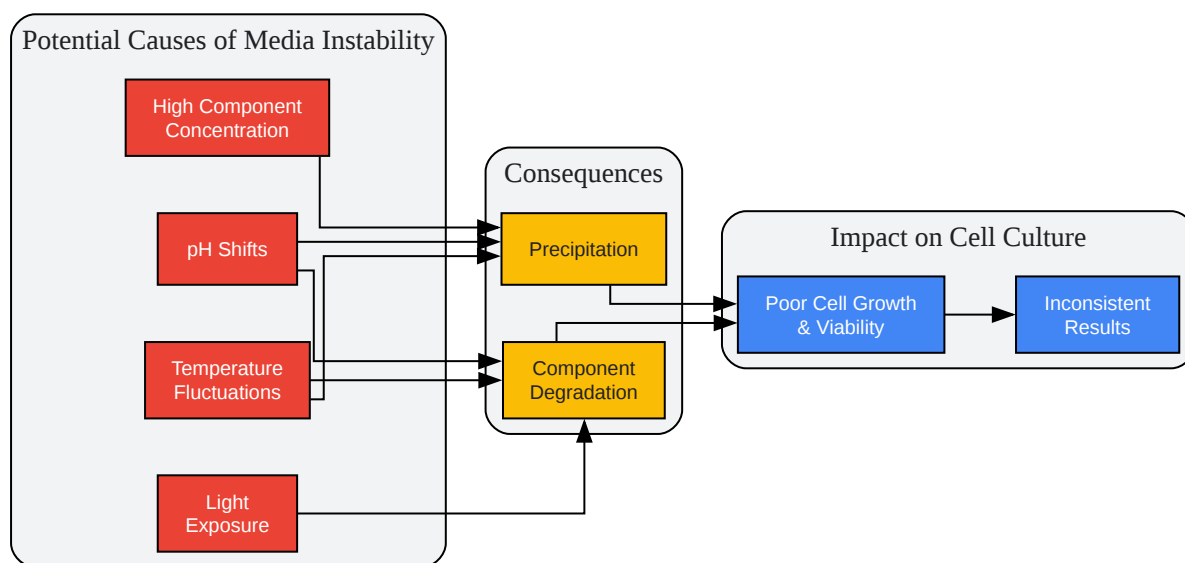 Potential Causes of Media Instability
High Component
Concentration
pH Shifts
Temperature
Fluctuations
Light
Exposure
Consequences
Precipitation
Component
Degradation
Impact on Cell Culture
Poor Cell Growth
& Viability
Inconsistent
Results